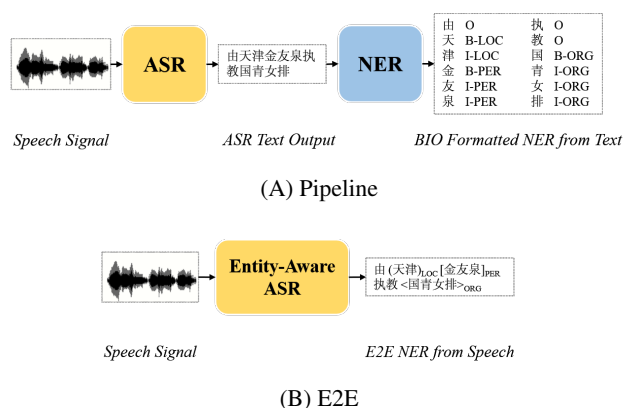 ASR
由天津金友泉执
教国青女排
NER
由 O 执 O
天 B-LOC 教 O
津 I-LOC 国 B-ORG
金 B-PER 青 I-ORG
友 I-PER 女 I-ORG
泉 I-PER 排 I-ORG
Speech Signal
ASR Text Output
BIO Formatted NER from Text
(A) Pipeline
Entity-Aware
ASR
由 (天津)LOC [金友泉]PER
执教 <国青女排>ORG
Speech Signal
E2E NER from Speech
(B) E2E